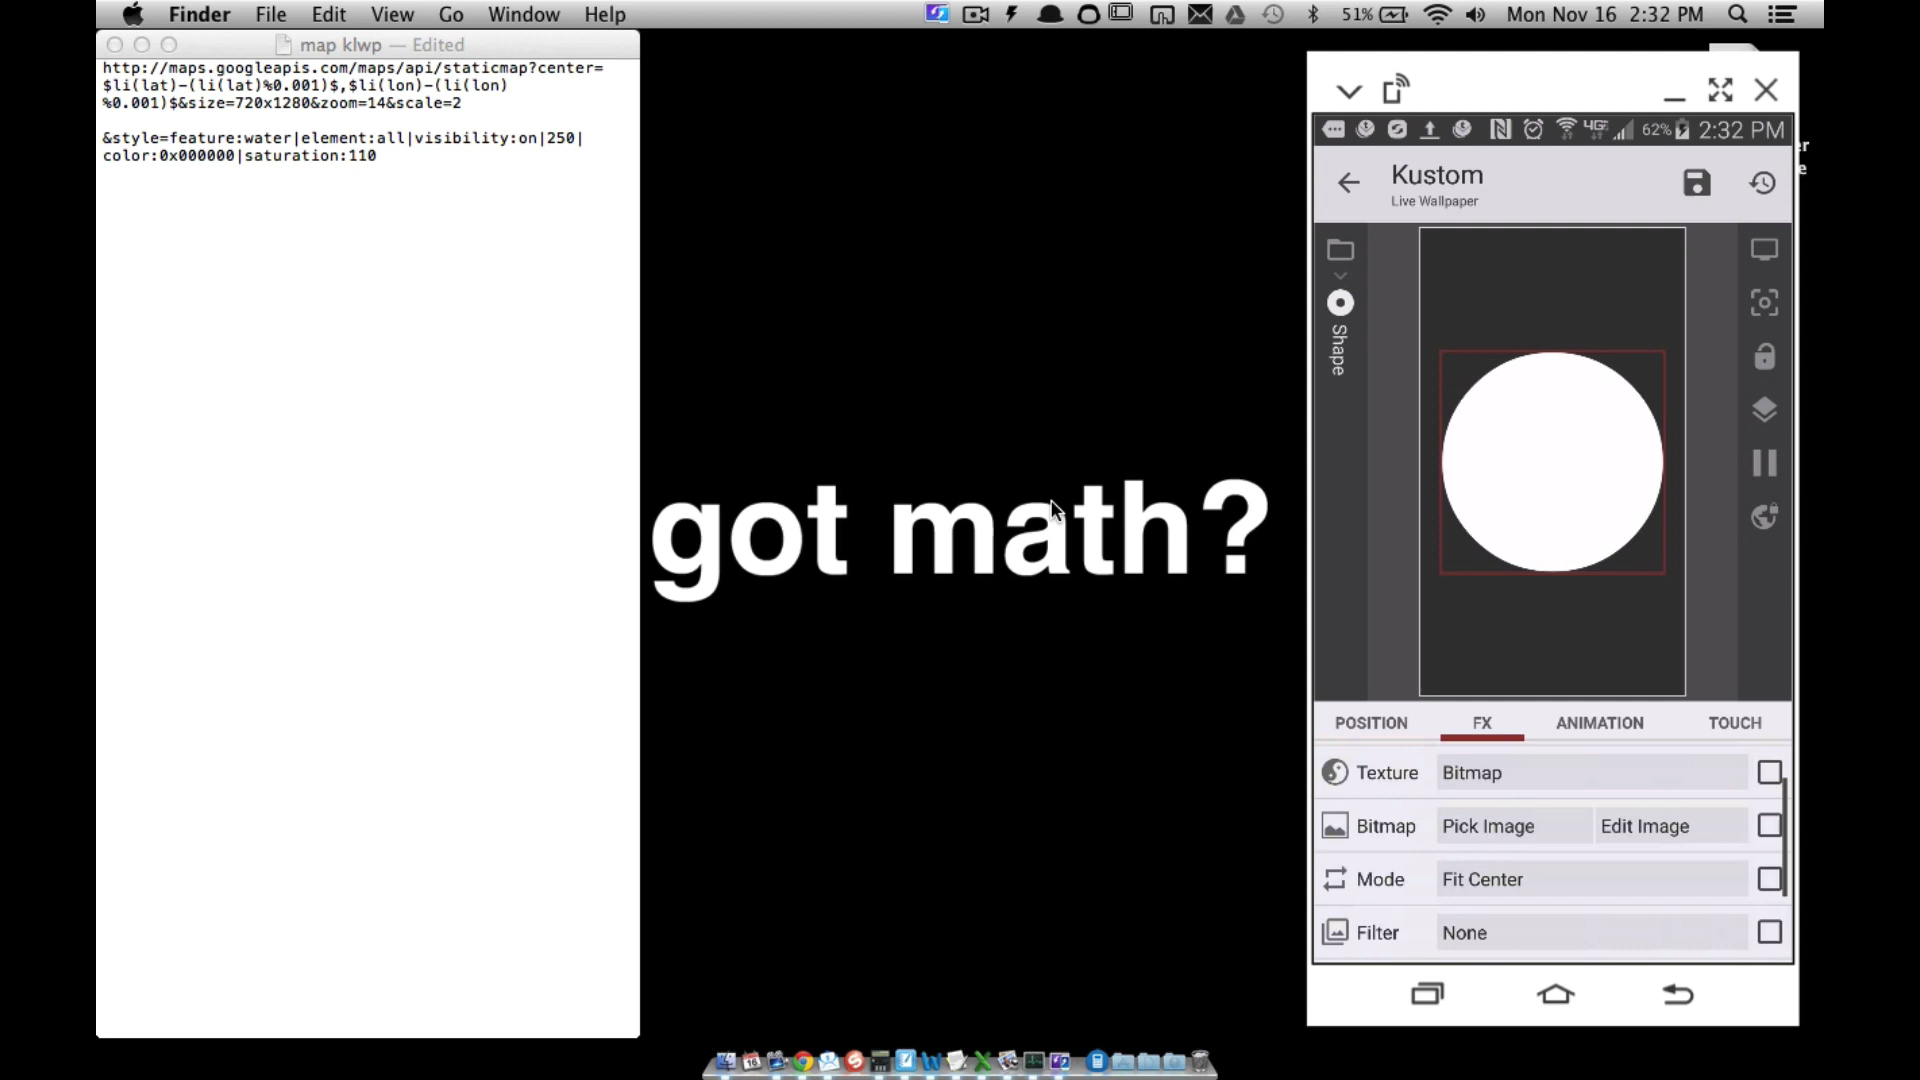 Finder File Edit View Go Window Help
51% Mon Nov 16 2:32 PM
map klwp — Edited
http://maps.googleapis.com/maps/api/staticmap?center=
$li(lat)-(li(lat)%0.001)$,$li(lon)-(li(lon)
%0.001)$&size=720x1280&zoom=14&scale=2
&style=feature:water|element:all|visibility:on|250|
color:0x000000|saturation:110
got math?
4G 62% 2:32 PM
Kustom
Live Wallpaper
Shape
POSITION FX ANIMATION TOUCH
Texture Bitmap
Bitmap Pick Image Edit Image
Mode Fit Center
Filter None